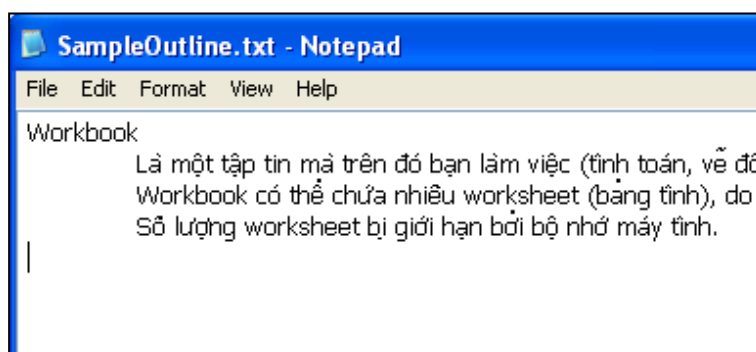 SampleOutline.txt - Notepad
File Edit Format View Help
Workbook
Là một tập tin mà trên đó bạn làm việc (tính toán, vẽ đồ
Workbook có thể chứa nhiều worksheet (bảng tính), do
Số lượng worksheet bị giới hạn bởi bộ nhớ máy tính.